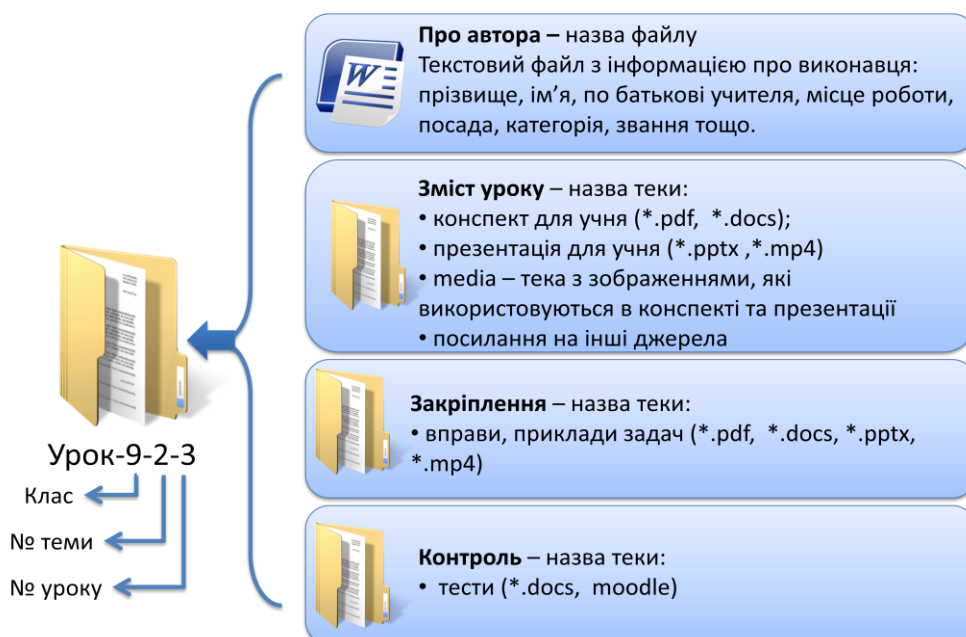 Про автора – назва файлу
Текстовий файл з інформацією про виконавця:
прізвище, ім’я, по батькові учителя, місце роботи,
посада, категорія, звання тощо.
Зміст уроку – назва теки:
• конспект для учня (*.pdf, *.docs);
• презентація для учня (*.pptx ,*.mp4)
• media – тека з зображеннями, які
використовуються в конспекті та презентації
• посилання на інші джерела
Закріплення – назва теки:
• вправи, приклади задач (*.pdf, *.docs, *.pptx,
*.mp4)
Контроль – назва теки:
• тести (*.docs, moodle)
Урок-9-2-3
Клас
№ теми
№ уроку